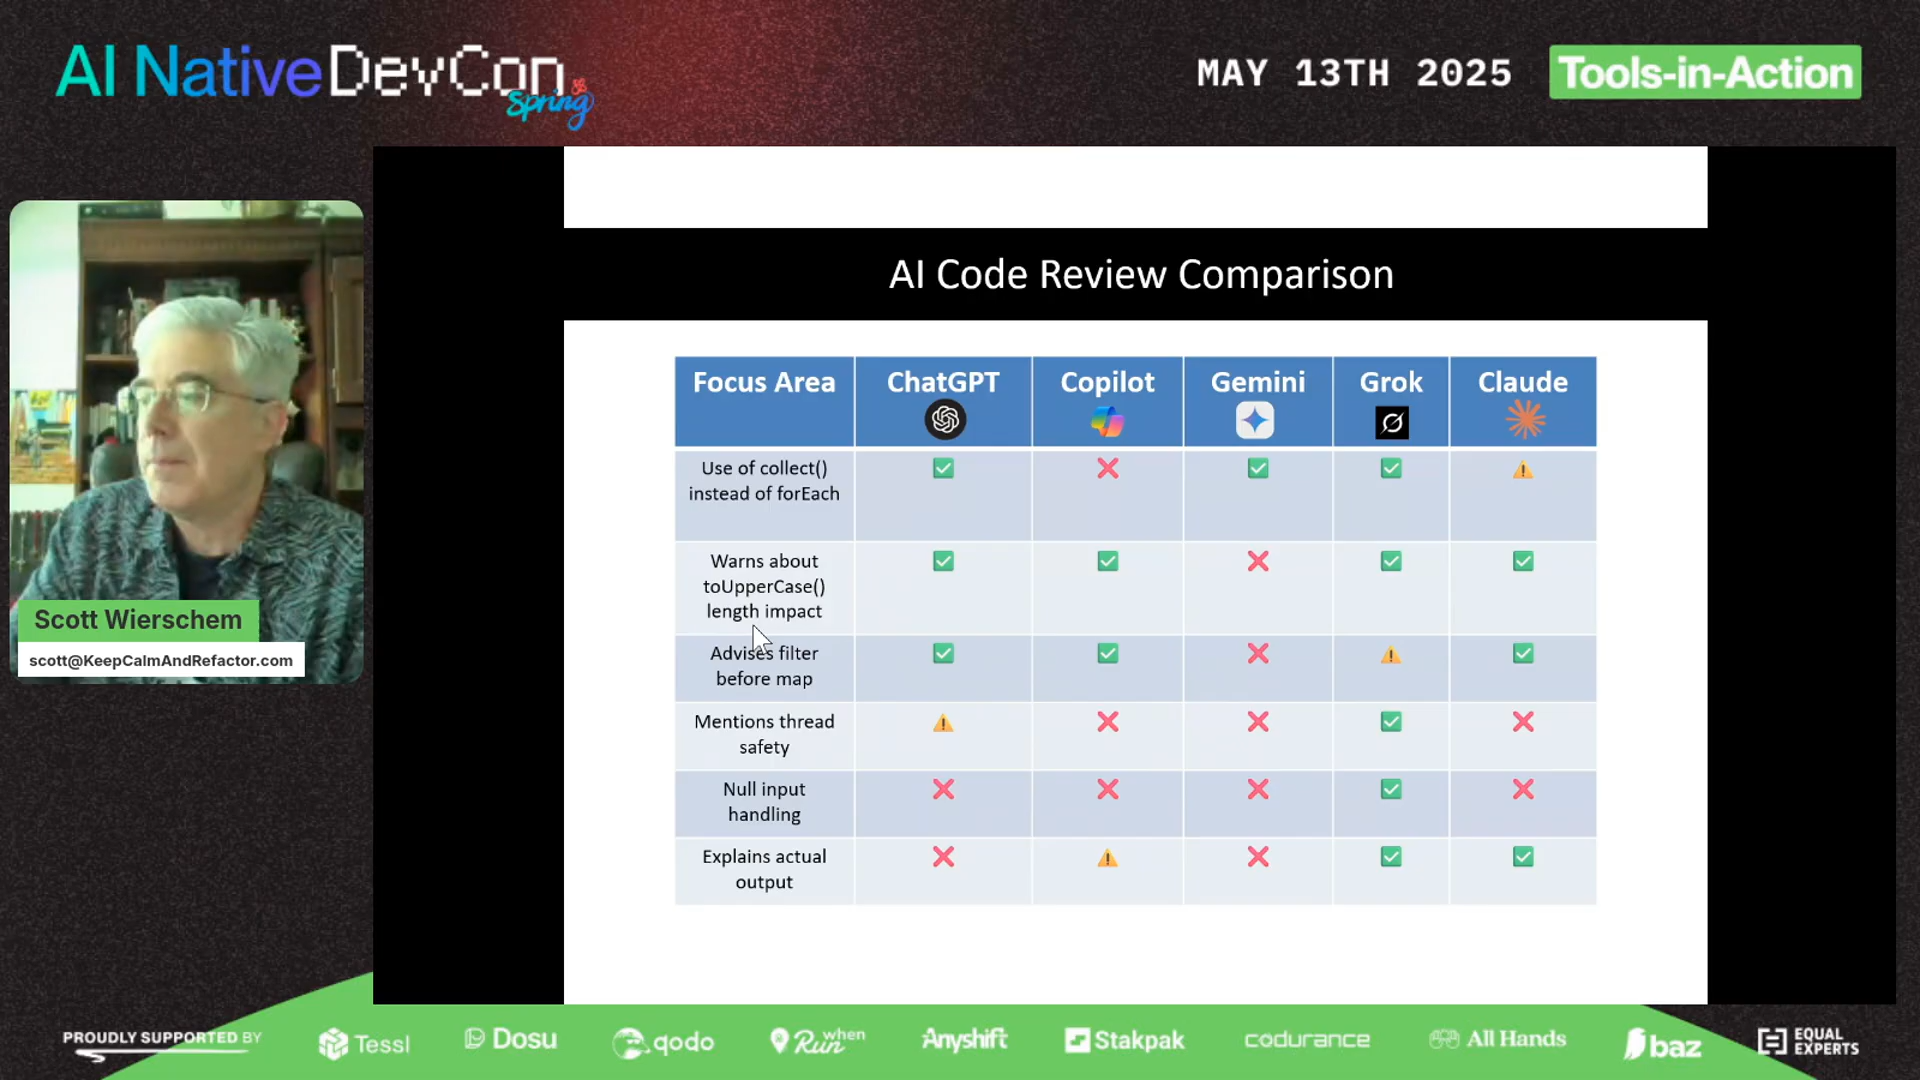 AI Native DevCon
Spring
MAY 13TH 2025
Tools-in-Action
AI Code Review Comparison
Focus Area ChatGPT Copilot Gemini Grok Claude
Use of collect()
instead of forEach
Warns about
toUpperCase()
length impact
Advises filter
before map
Mentions thread
safety
Null input
handling
Explains actual
output
Scott Wierschem
scott@KeepCalmAndRefactor.com
PROUDLY SUPPORTED BY
Tessl
Dosu
qodo
Run when
Anyshift
Stakpak
codurance
All Hands
baz
EQUAL
EXPERTS